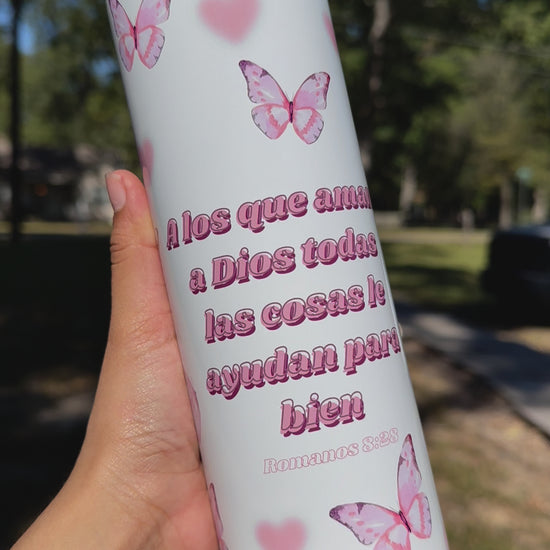 A los que aman
a Dios todas
las cosas le
ayudan para
bien
Romanos 8:28